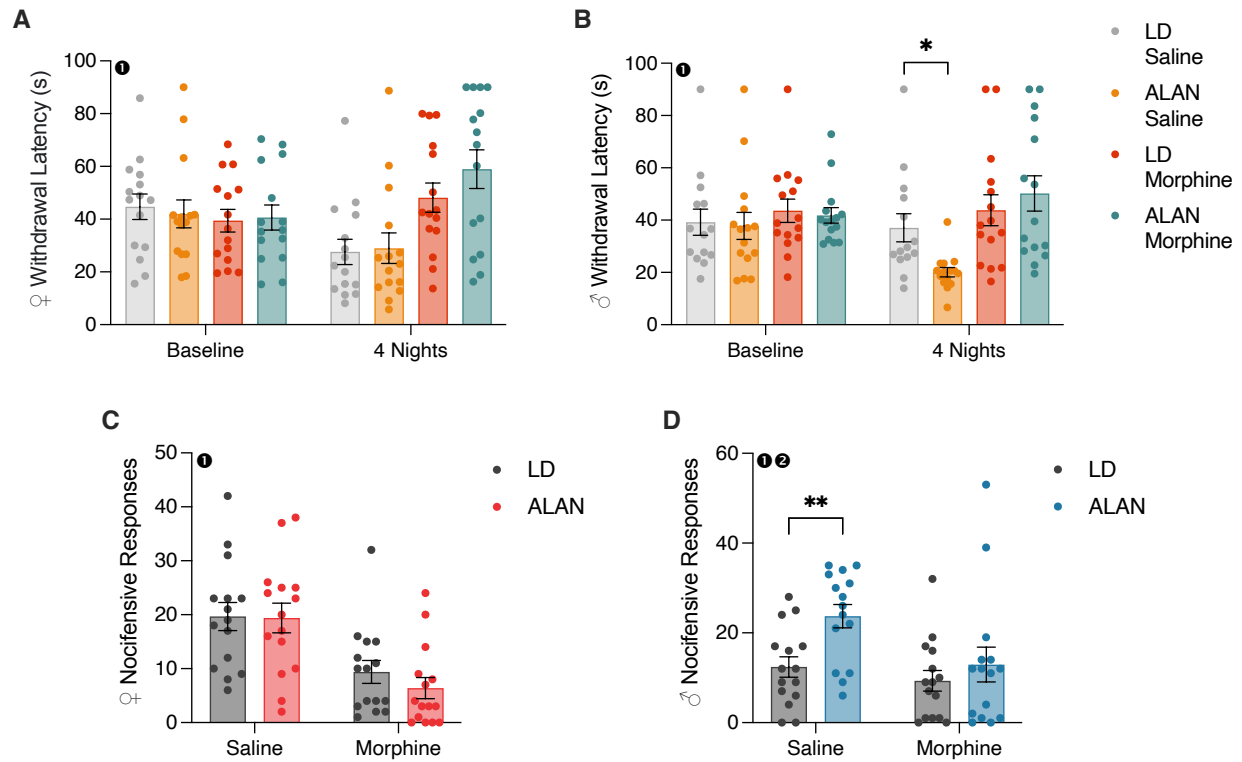 A
♀ Withdrawal Latency (s)
100
80
60
40
20
0
❶
Baseline
4 Nights
B
♂ Withdrawal Latency (s)
100
80
60
40
20
0
❶
*
Baseline
4 Nights
LD
Saline
ALAN
Saline
LD
Morphine
ALAN
Morphine
C
♀ Nocifensive Responses
50
40
30
20
10
0
❶
Saline
Morphine
LD
ALAN
D
♂ Nocifensive Responses
60
40
20
0
❶❷
**
Saline
Morphine
LD
ALAN